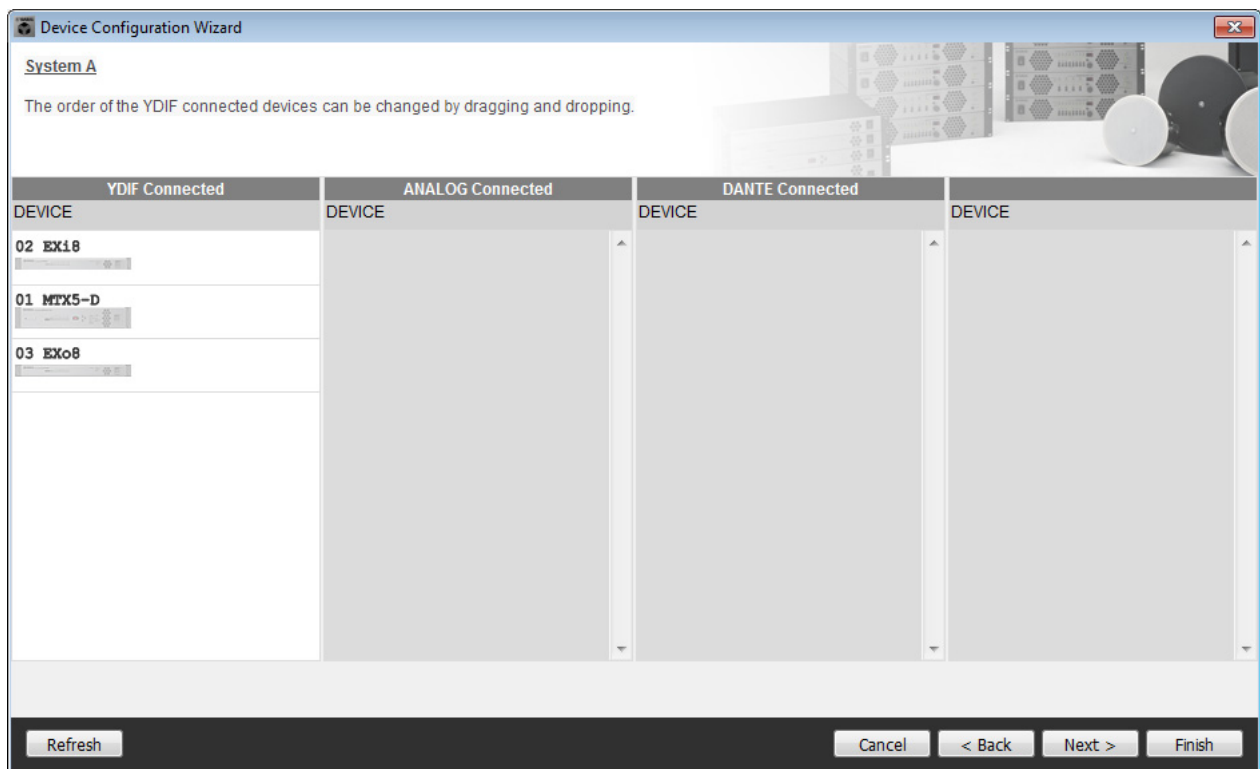 Device Configuration Wizard
System A
The order of the YDIF connected devices can be changed by dragging and dropping.
YDIF Connected
ANALOG Connected
DANTE Connected
DEVICE
DEVICE
DEVICE
DEVICE
02 EXi8
01 MTX5-D
03 EXo8
Refresh
Cancel
< Back
Next >
Finish